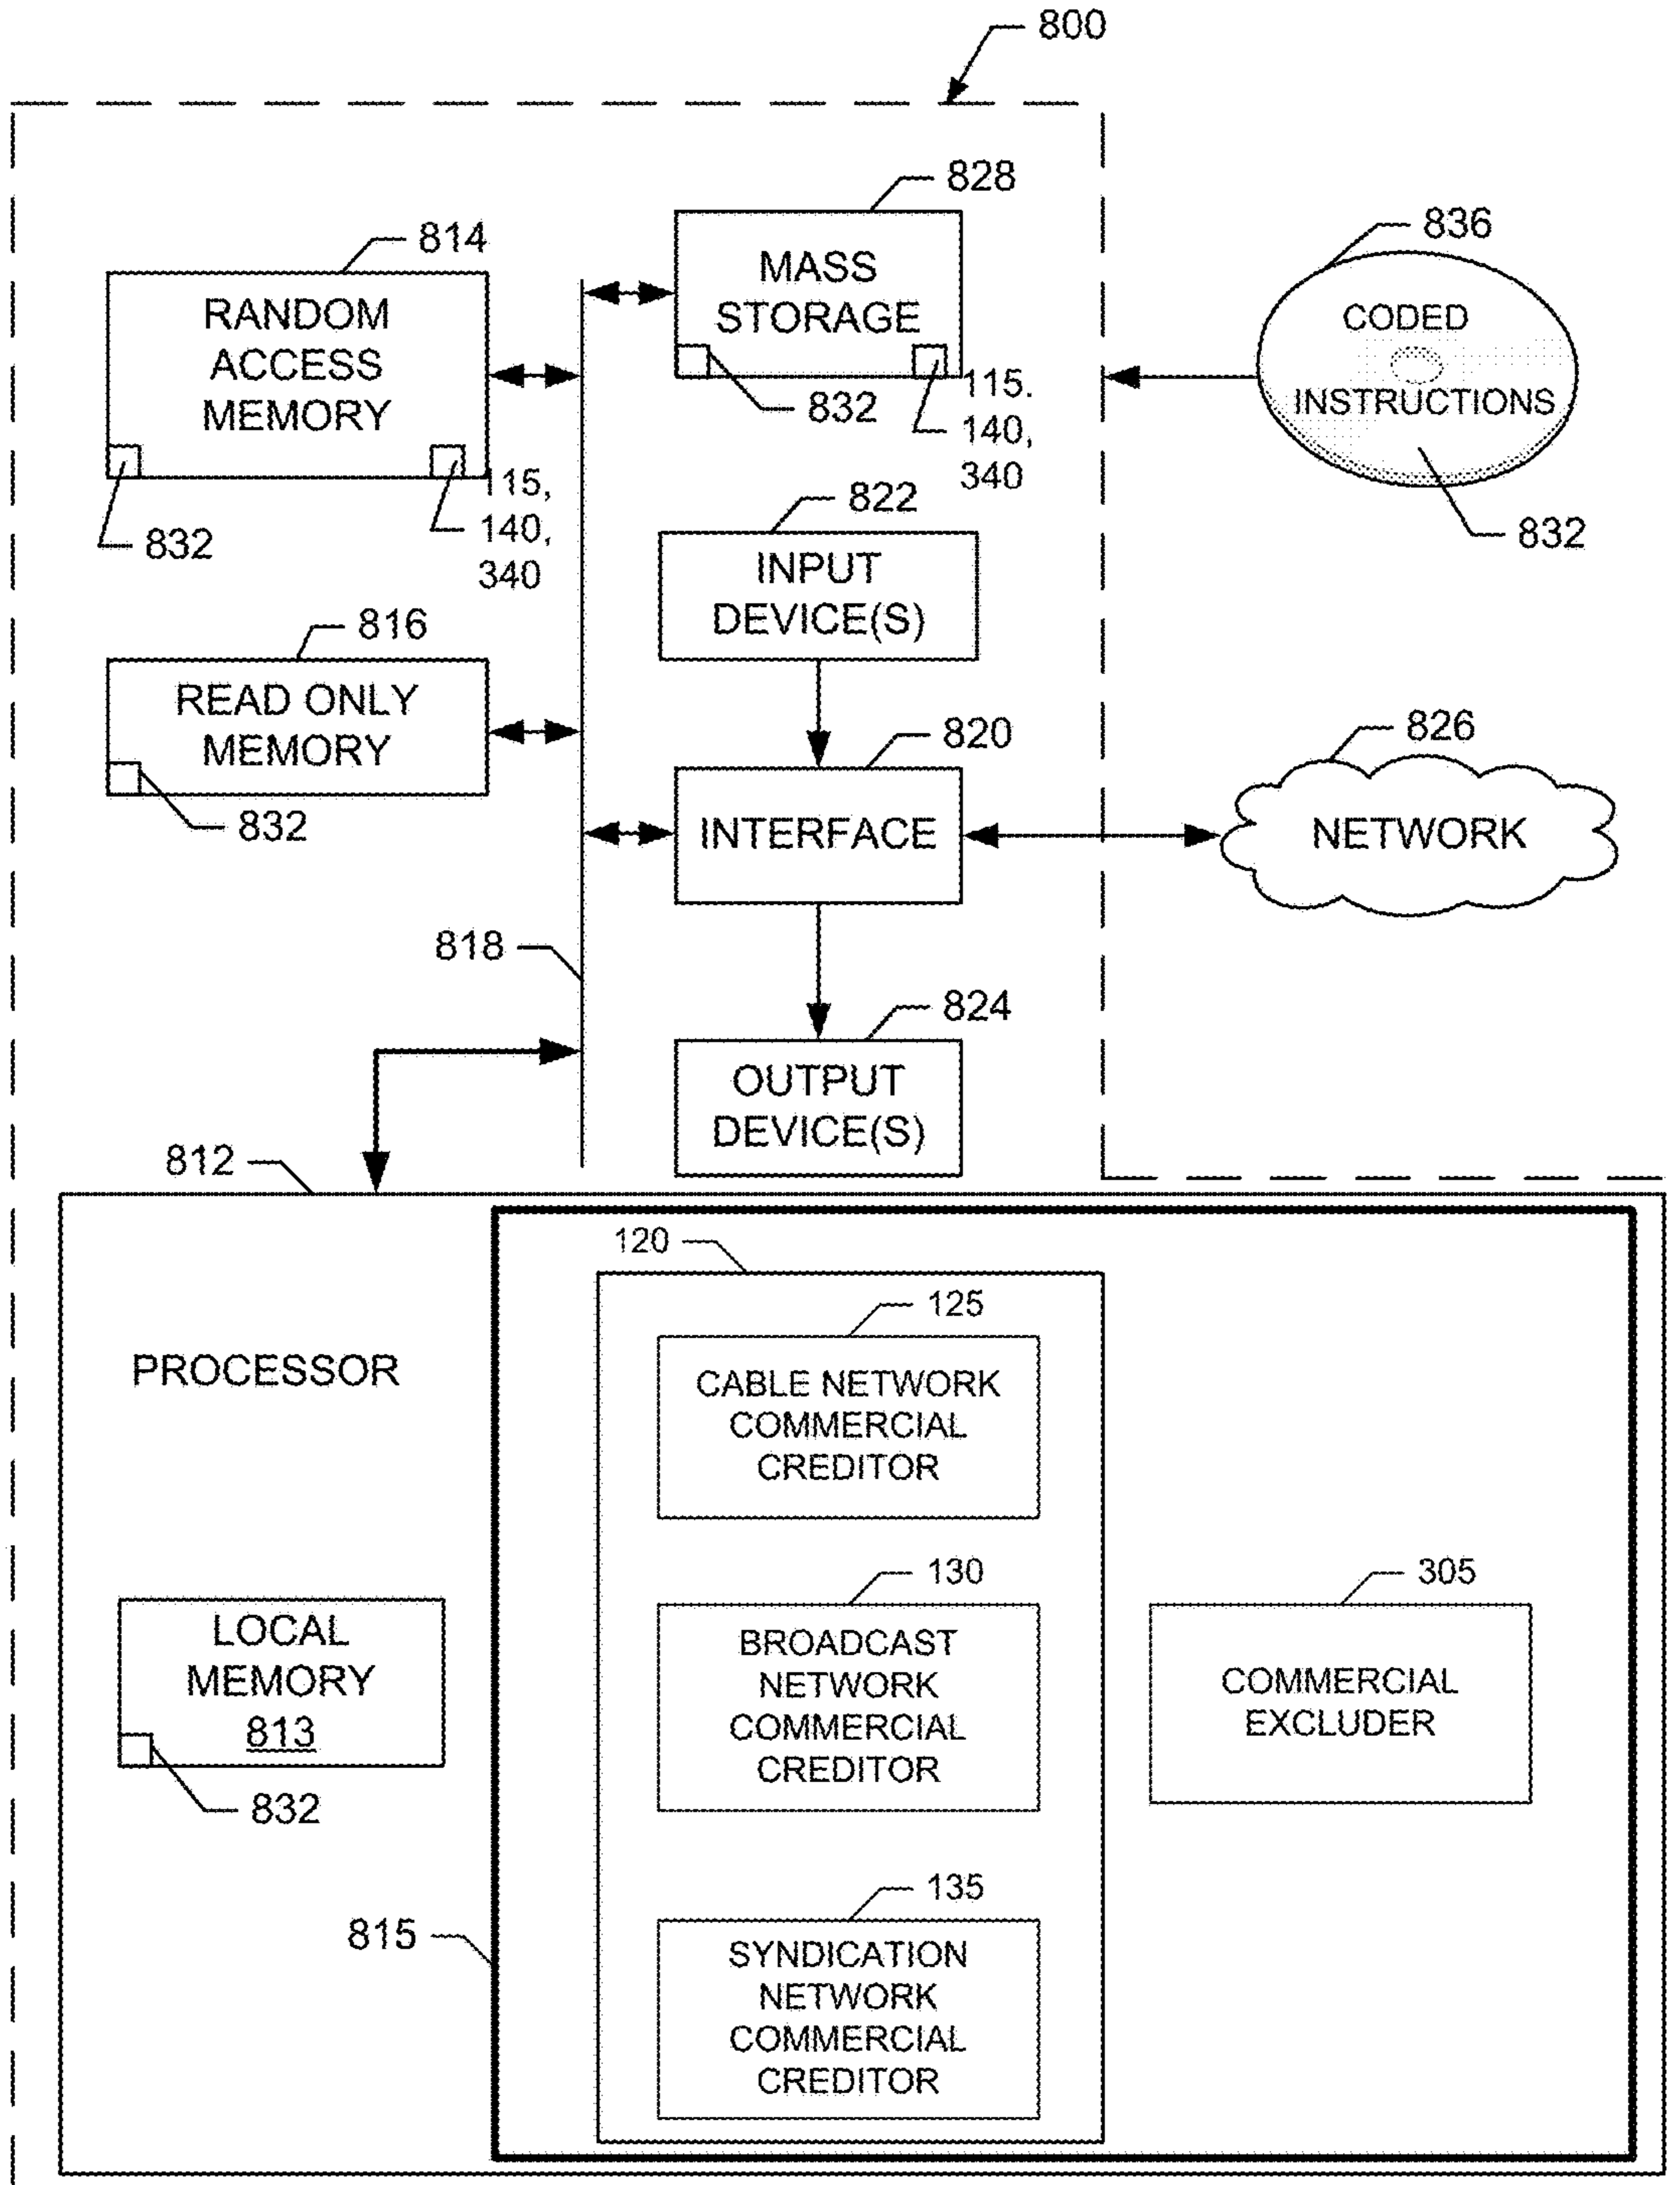 800
828
MASS
STORAGE
832
115.
140,
340
814
RANDOM
ACCESS
MEMORY
832
115,
140,
340
836
CODED
INSTRUCTIONS
832
822
INPUT
DEVICE(S)
816
READ ONLY
MEMORY
832
820
INTERFACE
826
NETWORK
818
824
OUTPUT
DEVICE(S)
812
PROCESSOR
LOCAL
MEMORY
813
832
815
120
125
CABLE NETWORK
COMMERCIAL
CREDITOR
130
BROADCAST
NETWORK
COMMERCIAL
CREDITOR
135
SYNDICATION
NETWORK
COMMERCIAL
CREDITOR
305
COMMERCIAL
EXCLUDER